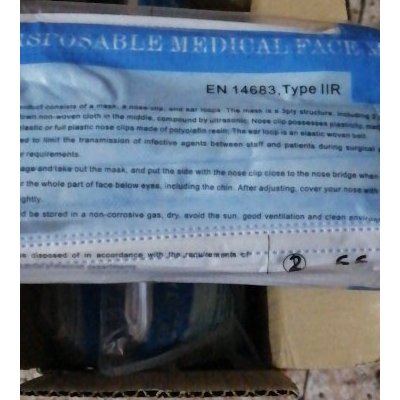 DISPOSABLE MEDICAL FACE
EN 14683, Type IIR
product consists of a mask, a nose clip, and ear loops. The mask is a 3ply structure, including 2
blown non-woven cloth in the middle, compound by ultrasonic. Nose clip possesses plasticity,
plastic or full plastic nose clips made of polyolefin resin; The ear loop is an elastic woven belt.
ed to limit the transmission of infective agents between staff and patients during surgical
r requirements.
age and take out the mask, and put the side with the nose clip close to the nose bridge when
r the whole part of face below eyes, including the chin. After adjusting, cover your nose with
ghtly.
d be stored in a non-corrosive gas, dry, avoid the sun, good ventilation and clean
disposed of in accordance with the requirements of
2